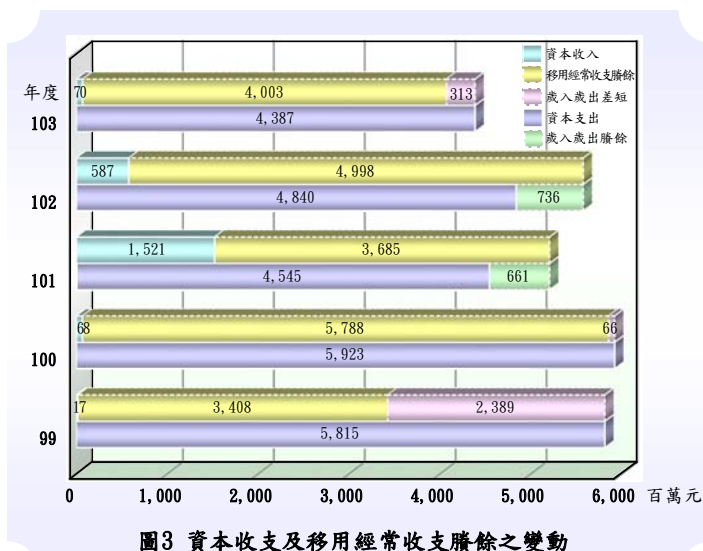 資本收入
移用經常收支賸餘
歲入歲出差短
資本支出
歲入歲出賸餘
年度
103
70 4,003 313
4,387
102
587 4,998
4,840 736
101
1,521 3,685
4,545 661
100
68 5,788 66
5,923
99
17 3,408 2,389
5,815
0 1,000 2,000 3,000 4,000 5,000 6,000 百萬元
圖3 資本收支及移用經常收支賸餘之變動